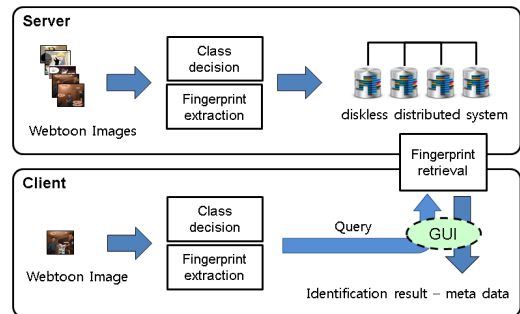 Server
Class
decision
Fingerprint
extraction
Webtoon Images
diskless distributed system
Fingerprint
retrieval
Client
Class
decision
Fingerprint
extraction
Query
GUI
Webtoon Image
Identification result – meta data